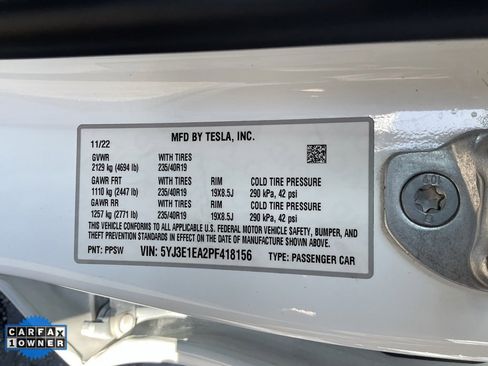 MFD BY TESLA, INC.
11/22
GVWR WITH TIRES
2129 kg (4694 lb) 235/40R19
GAWR FRT WITH TIRES RIM COLD TIRE PRESSURE
1110 kg (2447 lb) 235/40R19 19X8.5J 290 kPa, 42 psi
GAWR RR WITH TIRES RIM COLD TIRE PRESSURE
1257 kg (2771 lb) 235/40R19 19X8.5J 290 kPa, 42 psi
THIS VEHICLE CONFORMS TO ALL APPLICABLE U.S. FEDERAL MOTOR VEHICLE SAFETY, BUMPER, AND
THEFT PREVENTION STANDARDS IN EFFECT ON THE DATE OF MANUFACTURE SHOWN ABOVE.
PNT: PPSW VIN: 5YJ3E1EA2PF418156 TYPE: PASSENGER CAR
CARFAX
1 OWNER